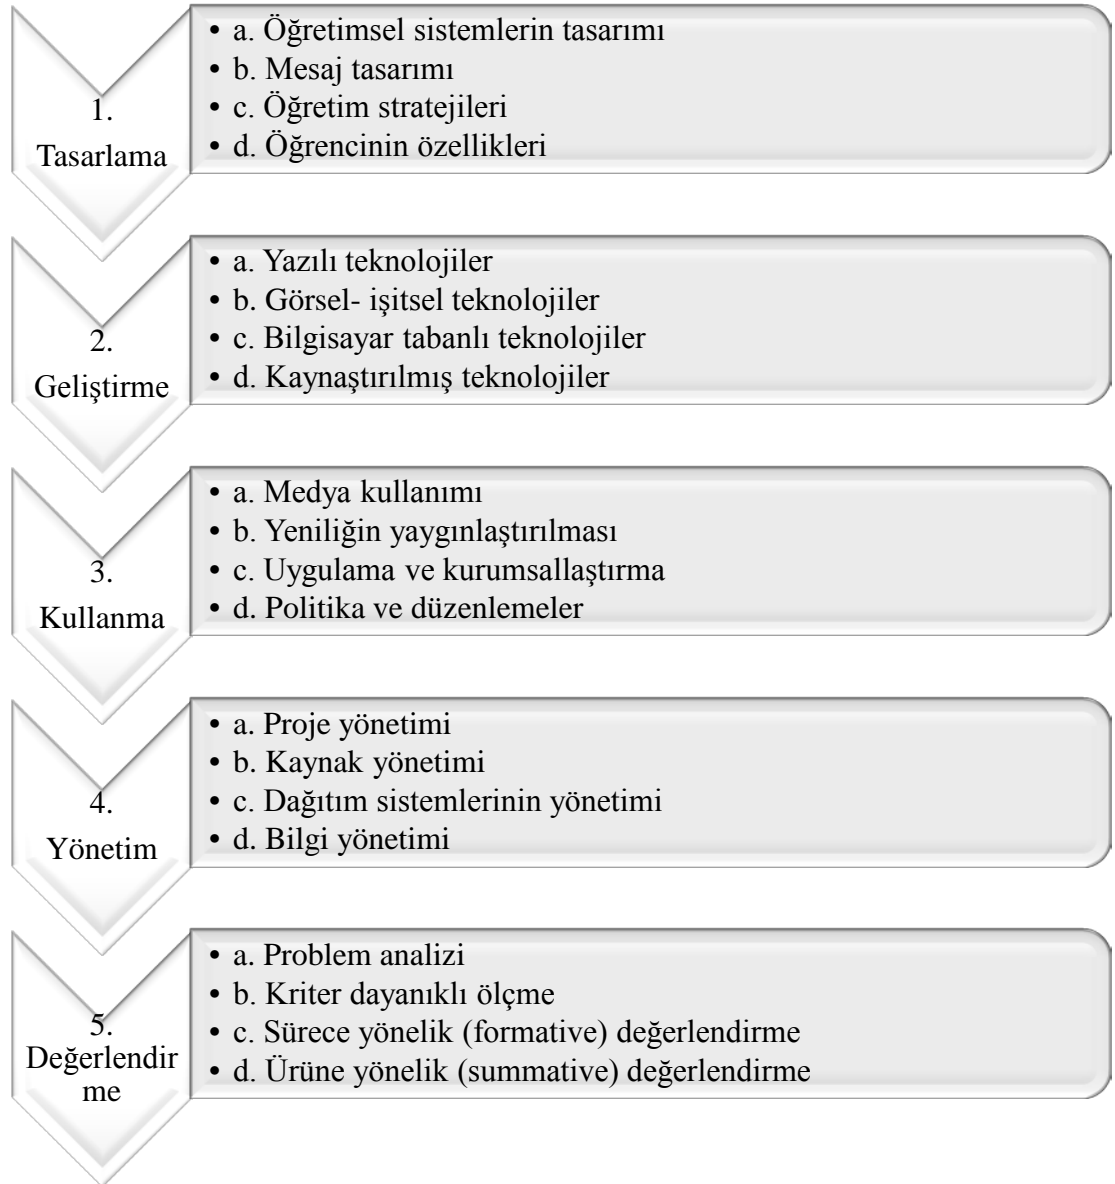 1.
Tasarlama
• a. Öğretimsel sistemlerin tasarımı
• b. Mesaj tasarımı
• c. Öğretim stratejileri
• d. Öğrencinin özellikleri
2.
Geliştirme
• a. Yazılı teknolojiler
• b. Görsel- işitsel teknolojiler
• c. Bilgisayar tabanlı teknolojiler
• d. Kaynaştırılmış teknolojiler
3.
Kullanma
• a. Medya kullanımı
• b. Yeniliğin yaygınlaştırılması
• c. Uygulama ve kurumsallaştırma
• d. Politika ve düzenlemeler
4.
Yönetim
• a. Proje yönetimi
• b. Kaynak yönetimi
• c. Dağıtım sistemlerinin yönetimi
• d. Bilgi yönetimi
5.
Değerlendir
me
• a. Problem analizi
• b. Kriter dayanıklı ölçme
• c. Sürece yönelik (formative) değerlendirme
• d. Ürüne yönelik (summative) değerlendirme